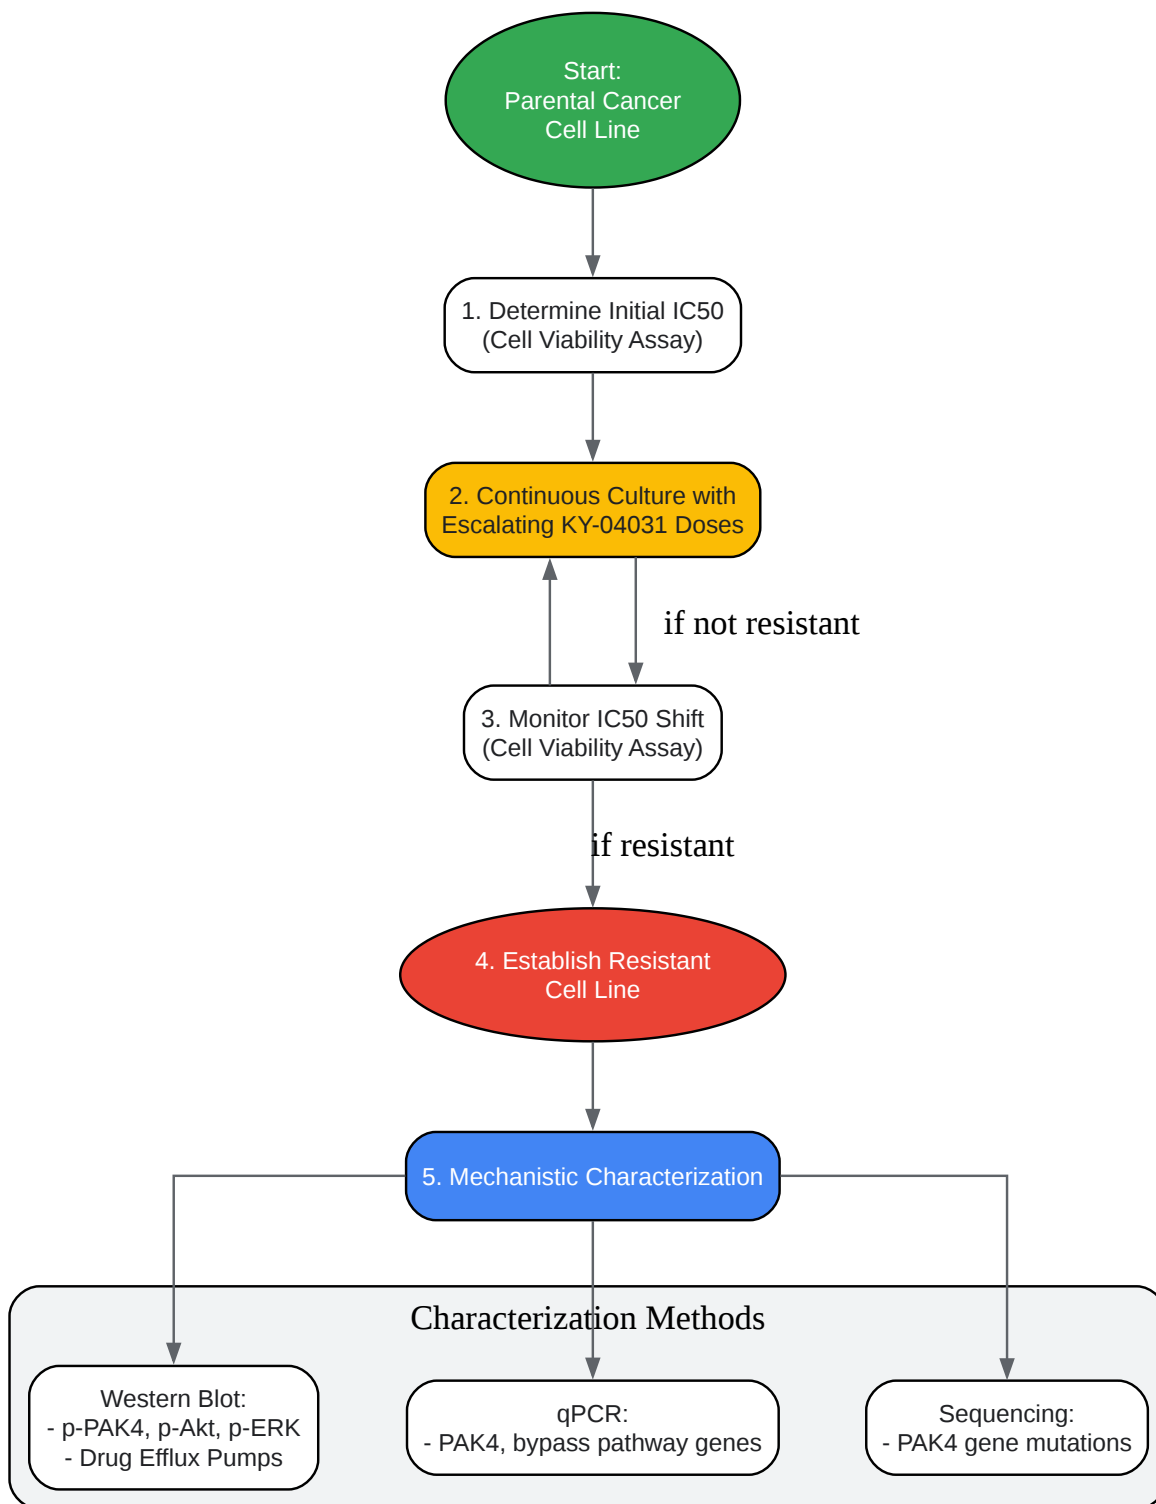 Start:
Parental Cancer
Cell Line
1. Determine Initial IC50
(Cell Viability Assay)
2. Continuous Culture with
Escalating KY-04031 Doses
if not resistant
3. Monitor IC50 Shift
(Cell Viability Assay)
if resistant
4. Establish Resistant
Cell Line
5. Mechanistic Characterization
Characterization Methods
Western Blot:
- p-PAK4, p-Akt, p-ERK
- Drug Efflux Pumps
qPCR:
- PAK4, bypass pathway genes
Sequencing:
- PAK4 gene mutations